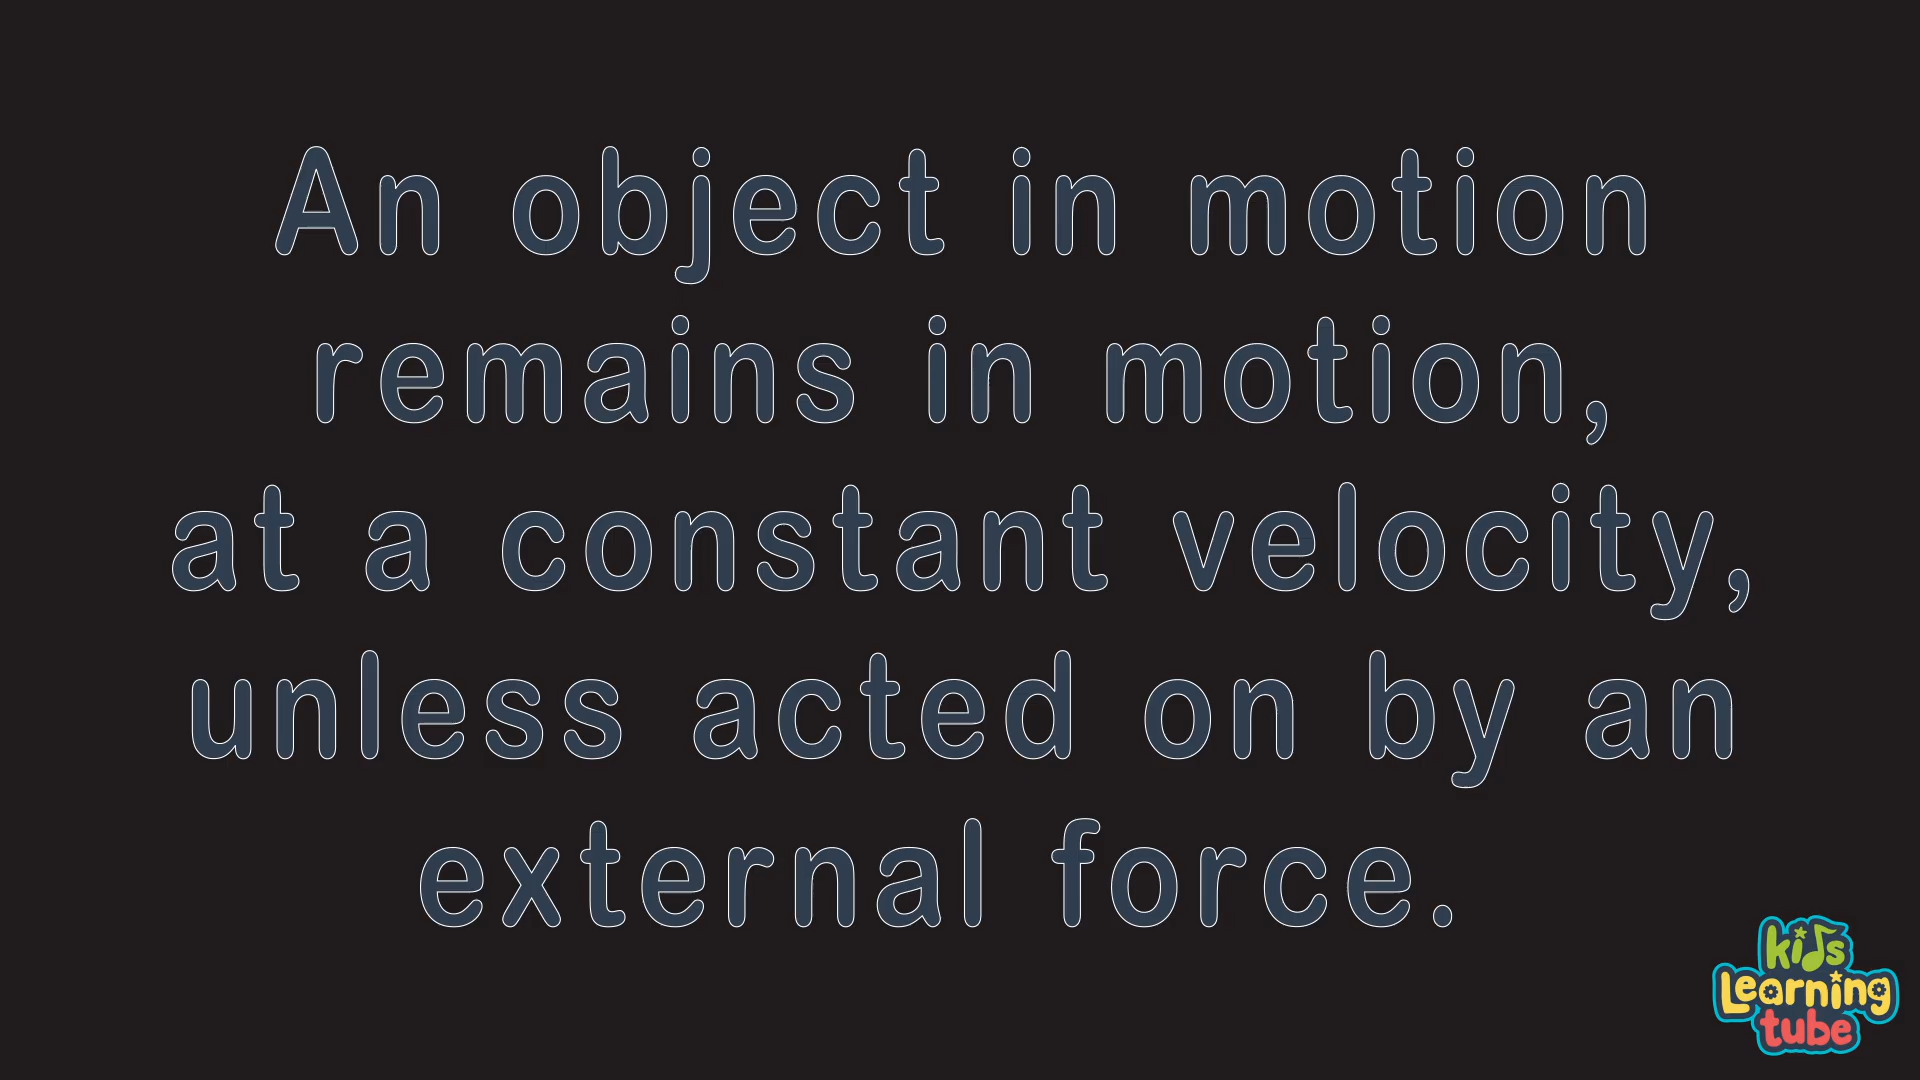 An object in motion
remains in motion,
at a constant velocity,
unless acted on by an
external force.
kids
Learning
tube